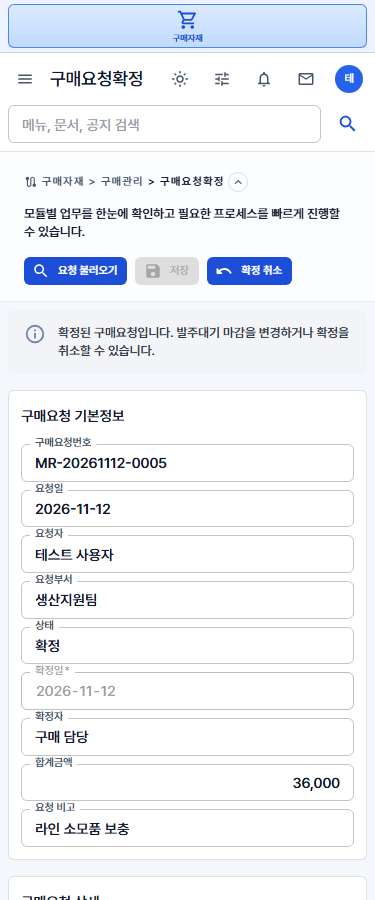 구매자재
구매요청확정
테
메뉴, 문서, 공지 검색
구매자재 > 구매관리 > 구매요청확정
모듈별 업무를 한눈에 확인하고 필요한 프로세스를 빠르게 진행할
수 있습니다.
요청 불러오기 저장 확정 취소
확정된 구매요청입니다. 발주대기 마감을 변경하거나 확정을
취소할 수 있습니다.
구매요청 기본정보
구매요청번호
MR-20261112-0005
요청일
2026-11-12
요청자
테스트 사용자
요청부서
생산지원팀
상태
확정
확정일 *
2026-11-12
확정자
구매 담당
합계금액
36,000
요청 비고
라인 소모품 보충
구매요청 상세